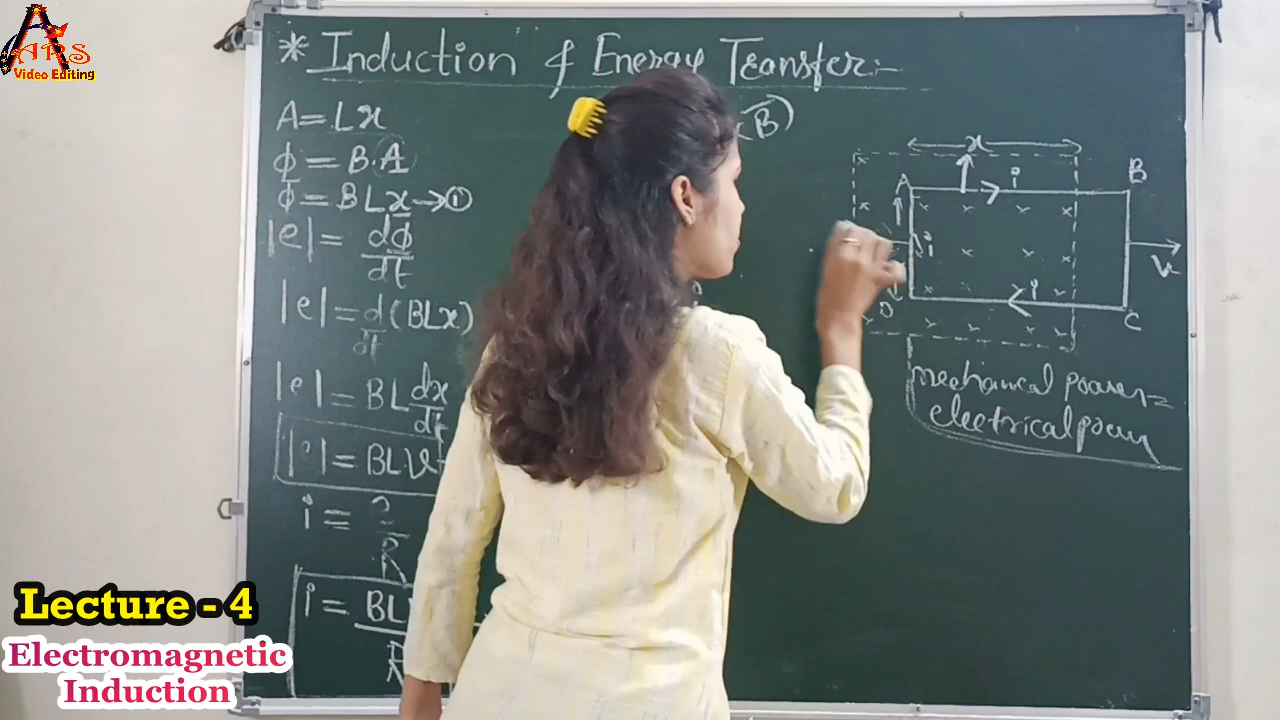 ARS
Video Editing
* Induction & Energy Transfer:-
A = Lx
ϕ = B.A
ϕ = BLx → ①
|e| = dϕ/dt
|e| = d/dt (BLx)
|e| = BL dx/dt
|e| = BLV
i = e/R
i = BL
R
B)
x
A
i
B
i
V
i
D
C
mechanical power =
electrical power
Lecture - 4
Electromagnetic
Induction